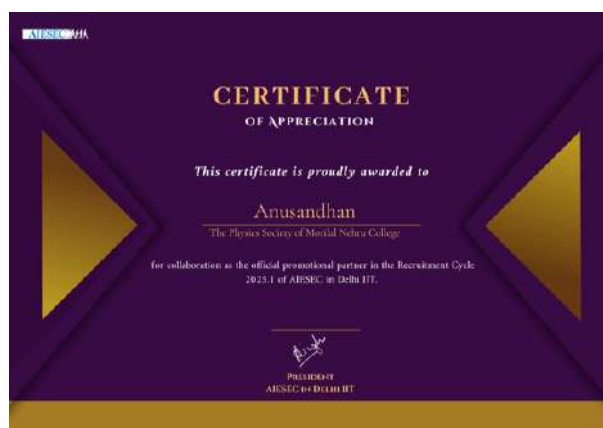 AIESEC
CERTIFICATE
OF APPRECIATION
This certificate is proudly awarded to
Anusandhan
The Physics Society of Motilal Nehru College
for collaboration as the official promotional partner in the Recruitment Cycle
2025.1 of AIESEC in Delhi IIT.
PRESIDENT
AIESEC IN DELHI IIT